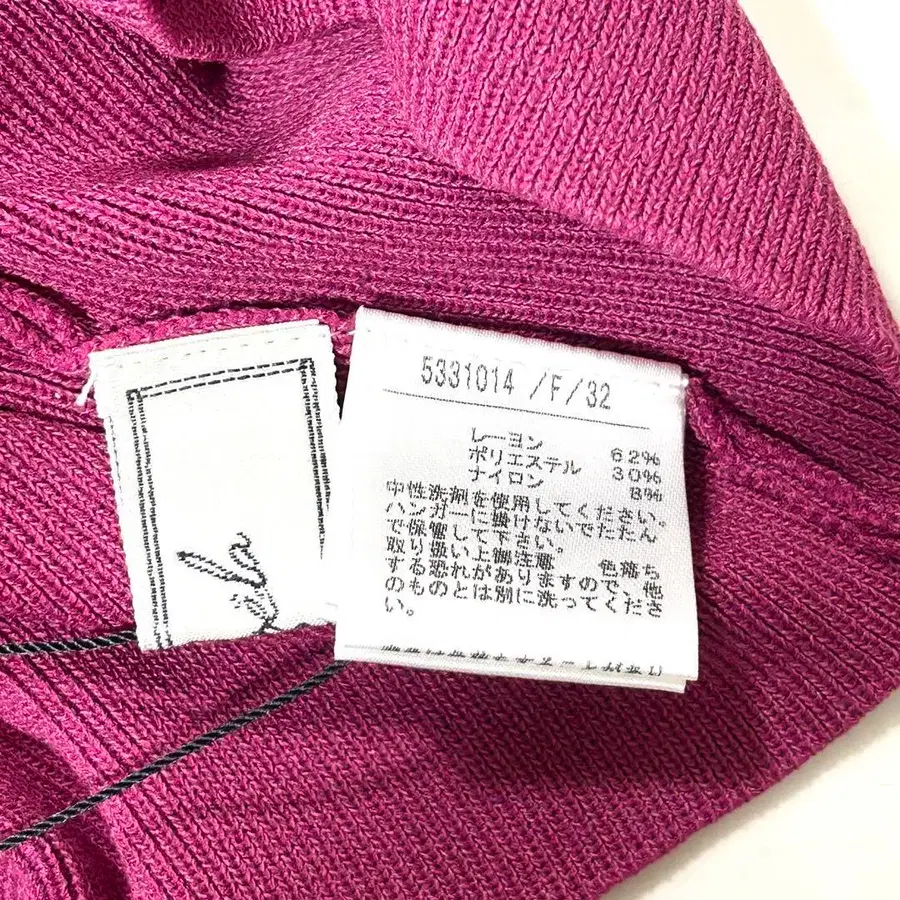 5331014 /F/32
レーヨン 62%
ポリエステル 30%
ナイロン 8%
中性洗剤を使用してください。
ハンガーに掛けないでたたん
で保管して下さい。
取り扱い上御注意 色落ち
する恐れがありますので、他
のものとは別に洗ってくださ
い。